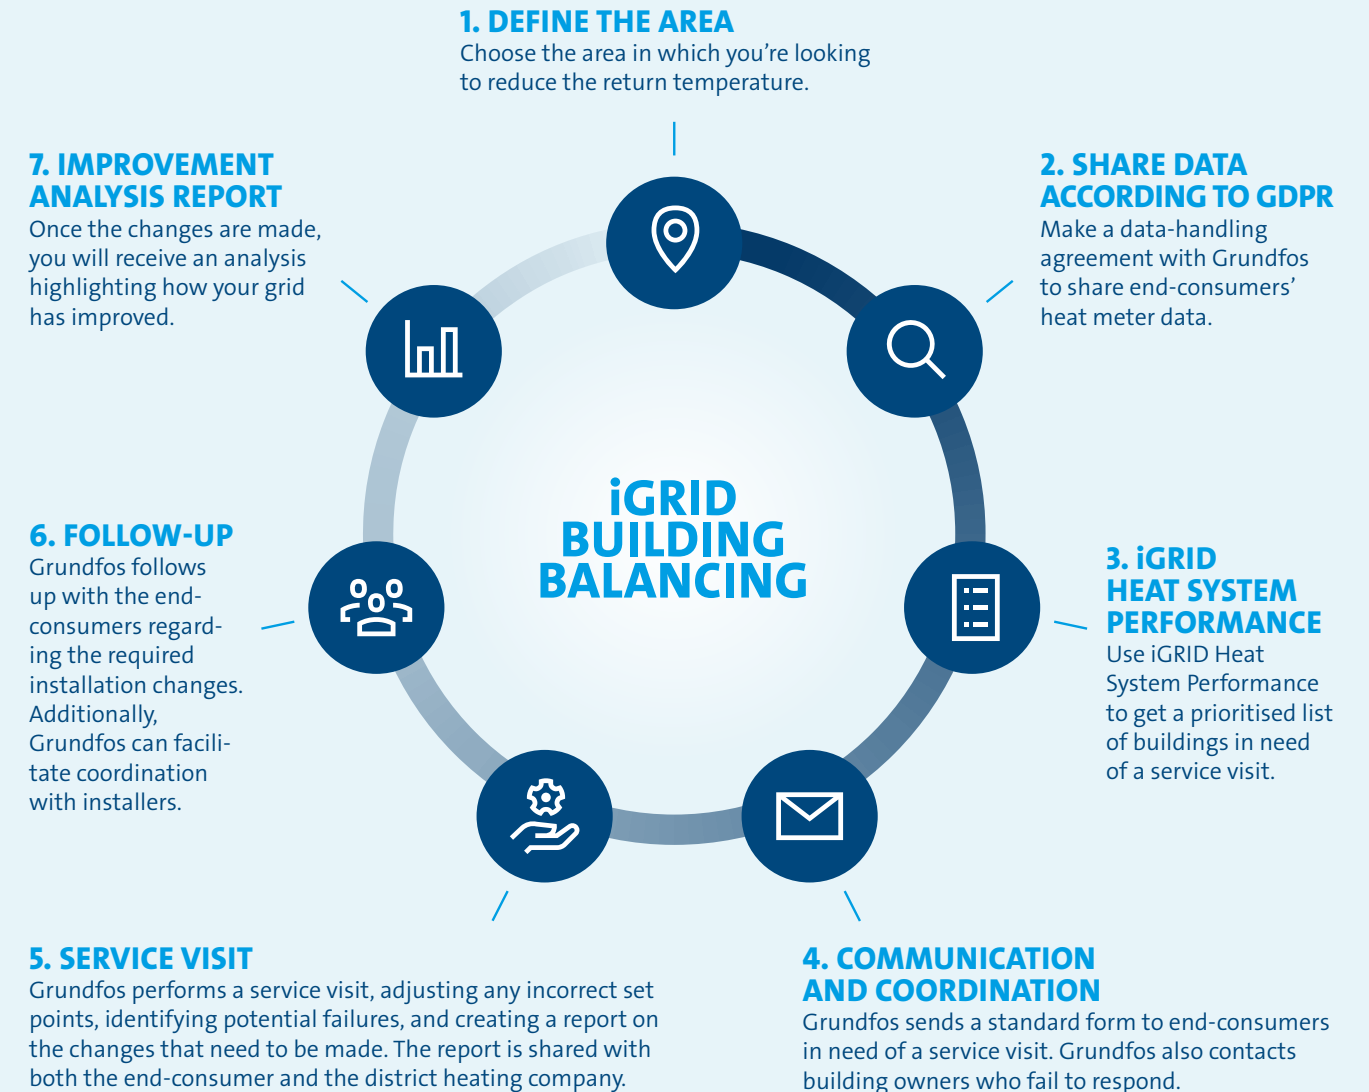 1. DEFINE THE AREA
Choose the area in which you're looking
to reduce the return temperature.
2. SHARE DATA
ACCORDING TO GDPR
Make a data-handling
agreement with Grundfos
to share end-consumers'
heat meter data.
3. iGRID
HEAT SYSTEM
PERFORMANCE
Use iGRID Heat
System Performance
to get a prioritised list
of buildings in need
of a service visit.
4. COMMUNICATION
AND COORDINATION
Grundfos sends a standard form to end-consumers
in need of a service visit. Grundfos also contacts
building owners who fail to respond.
5. SERVICE VISIT
Grundfos performs a service visit, adjusting any incorrect set
points, identifying potential failures, and creating a report on
the changes that need to be made. The report is shared with
both the end-consumer and the district heating company.
6. FOLLOW-UP
Grundfos follows
up with the end-
consumers regard-
ing the required
installation changes.
Additionally,
Grundfos can facili-
tate coordination
with installers.
7. IMPROVEMENT
ANALYSIS REPORT
Once the changes are made,
you will receive an analysis
highlighting how your grid
has improved.
iGRID
BUILDING
BALANCING